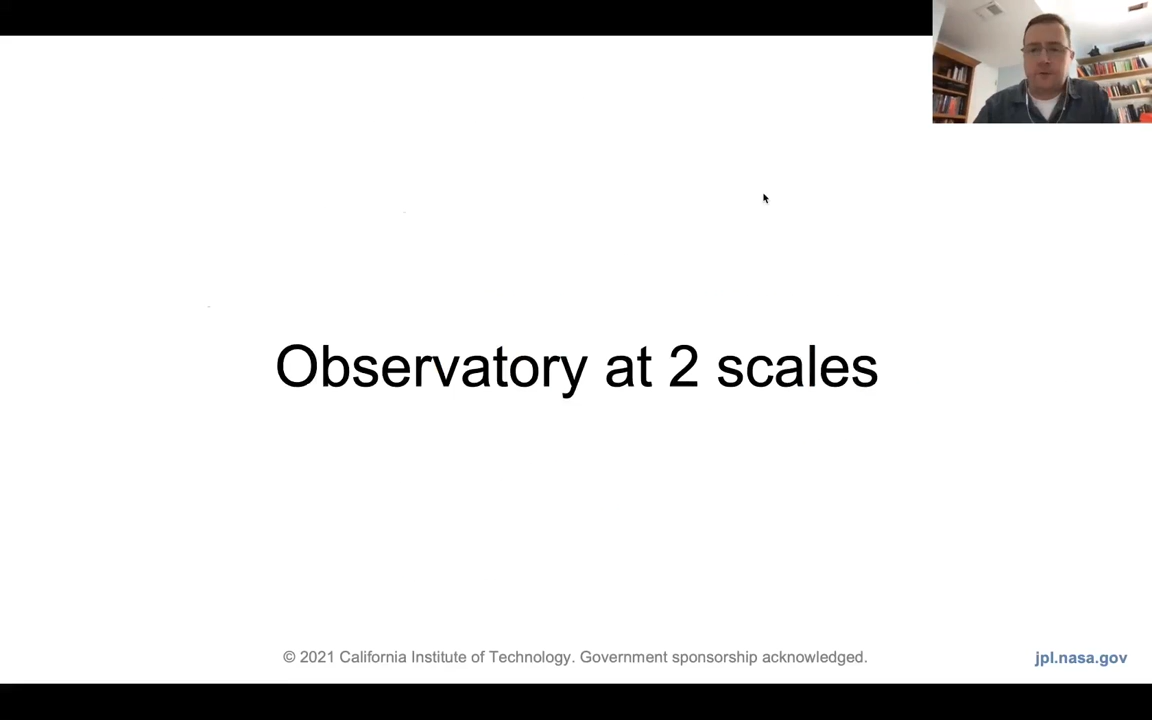 Observatory at 2 scales
© 2021 California Institute of Technology. Government sponsorship acknowledged.
jpl.nasa.gov